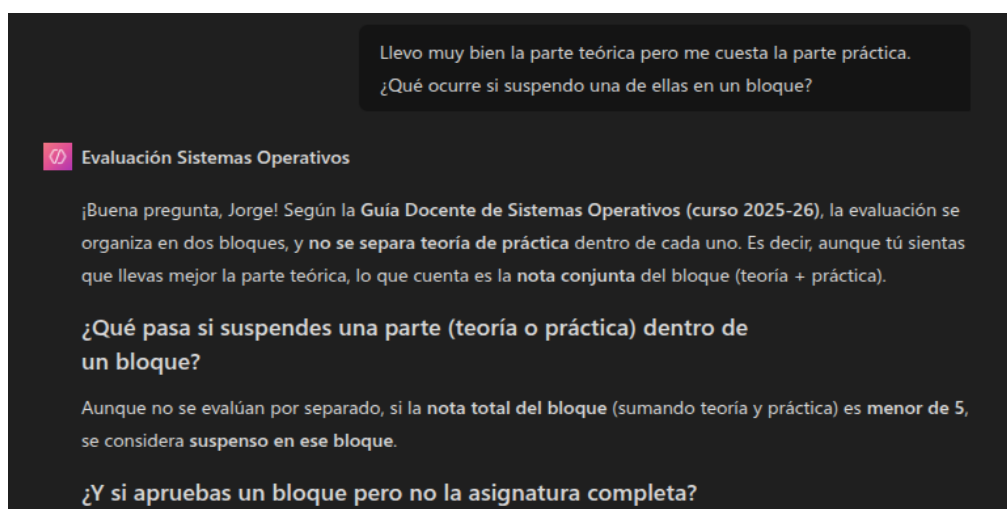 Llevo muy bien la parte teórica pero me cuesta la parte práctica.
¿Qué ocurre si suspendo una de ellas en un bloque?
Evaluación Sistemas Operativos
¡Buena pregunta, Jorge! Según la Guía Docente de Sistemas Operativos (curso 2025-26), la evaluación se
organiza en dos bloques, y no se separa teoría de práctica dentro de cada uno. Es decir, aunque tú sientas
que llevas mejor la parte teórica, lo que cuenta es la nota conjunta del bloque (teoría + práctica).
¿Qué pasa si suspendes una parte (teoría o práctica) dentro de
un bloque?
Aunque no se evalúan por separado, si la nota total del bloque (sumando teoría y práctica) es menor de 5,
se considera suspenso en ese bloque.
¿Y si apruebas un bloque pero no la asignatura completa?